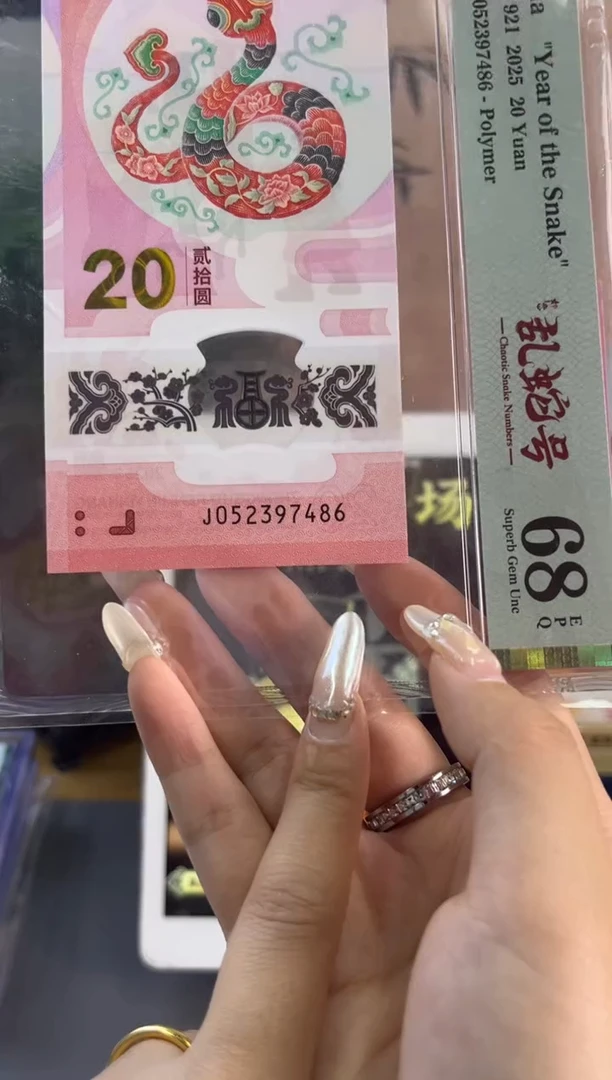 20
贰拾圆
J052397486
"Year of the Snake"
921 2025 20 Yuan
052397486 - Polymer
乱蛇号
— Chaotic Snake Numbers —
68
E
P
Q
Superb Gem Unc
场